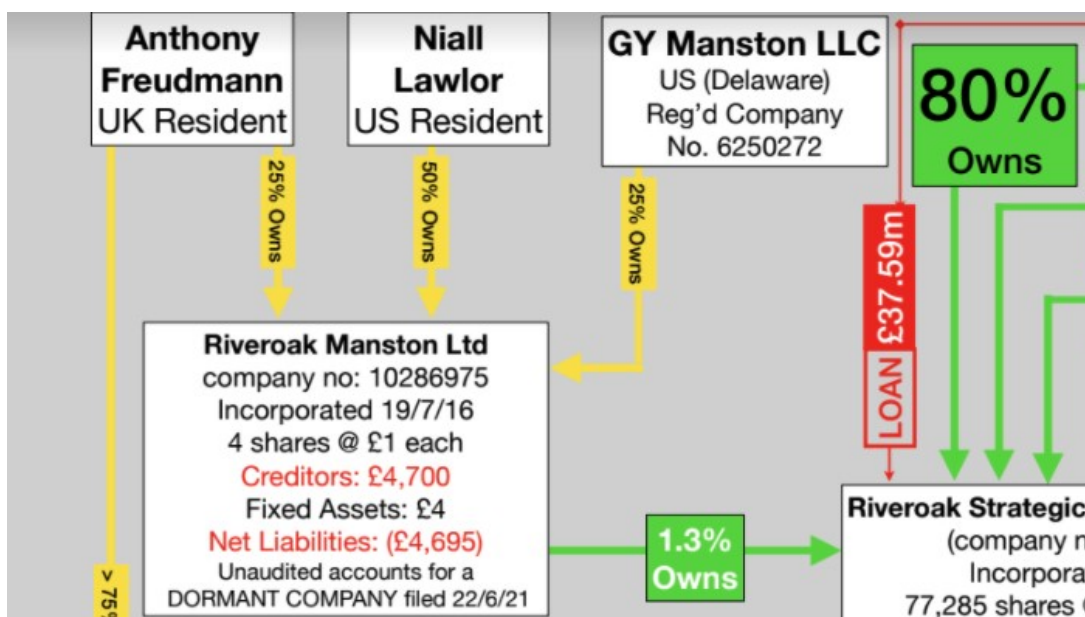 Anthony
Freudmann
UK Resident
Niall
Lawlor
US Resident
GY Manston LLC
US (Delaware)
Reg'd Company
No. 6250272
80%
Owns
25% Owns
50% Owns
25% Owns
LOAN £37.59m
Riveroak Manston Ltd
company no: 10286975
Incorporated 19/7/16
4 shares @ £1 each
Creditors: £4,700
Fixed Assets: £4
Net Liabilities: (£4,695)
Unaudited accounts for a
DORMANT COMPANY filed 22/6/21
> 75%
1.3%
Owns
Riveroak Strategic
(company n
Incorpora
77,285 shares